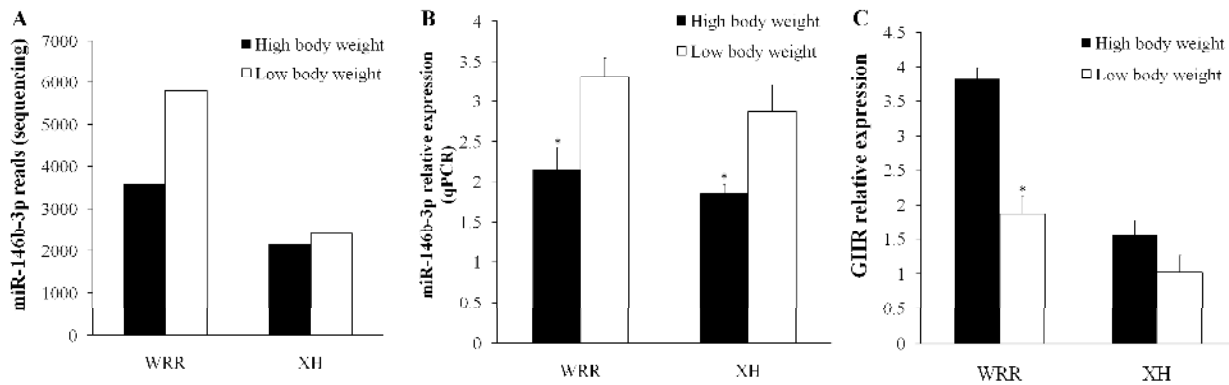 A
miR-146b-3p reads (sequencing)
7000
6000
5000
4000
3000
2000
1000
0
High body weight
Low body weight
WRR
XH
B
miR-146b-3p relative expression
(qPCR)
4
3.5
3
2.5
2
1.5
1
0.5
0
High body weight
Low body weight
*
*
WRR
XH
C
GHR relative expression
4.5
4
3.5
3
2.5
2
1.5
1
0.5
0
High body weight
Low body weight
*
WRR
XH